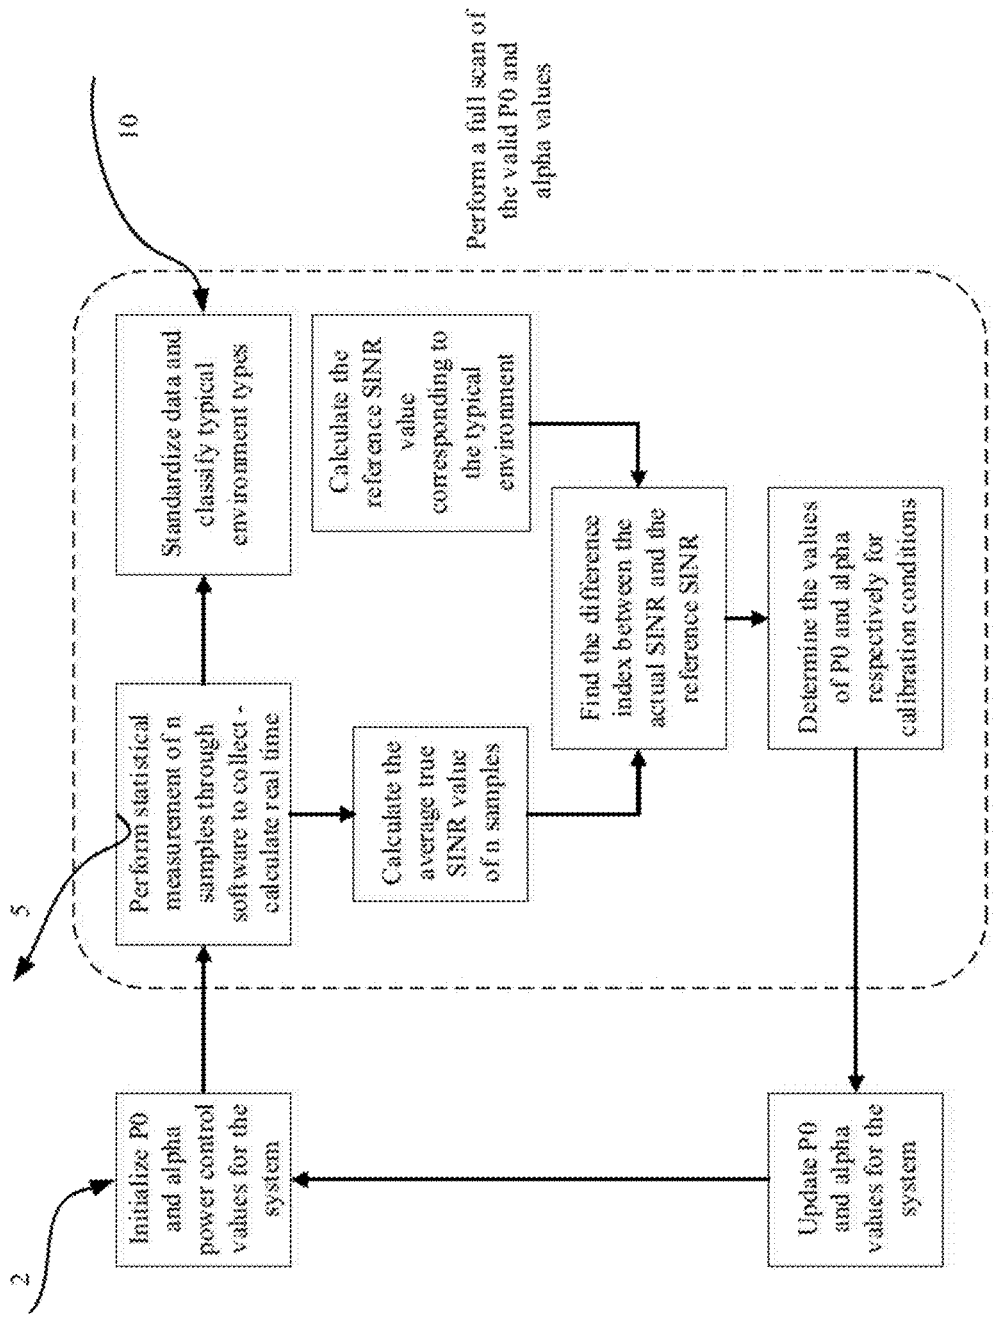 2
5
10
Initialize P0
and alpha
power control
values for the
system
Perform statistical
measurement of n
samples through
software to collect -
calculate real time
Standardize data and
classify typical
environment types
Calculate the
average true
SINR value
of n samples
Calculate the
reference SINR
value
corresponding to
the typical
environment
Find the difference
index between the
actual SINR and the
reference SINR
Determine the values
of P0 and alpha
respectively for
calibration conditions
Update P0
and alpha
values for the
system
Perform a full scan of
the valid P0 and
alpha values